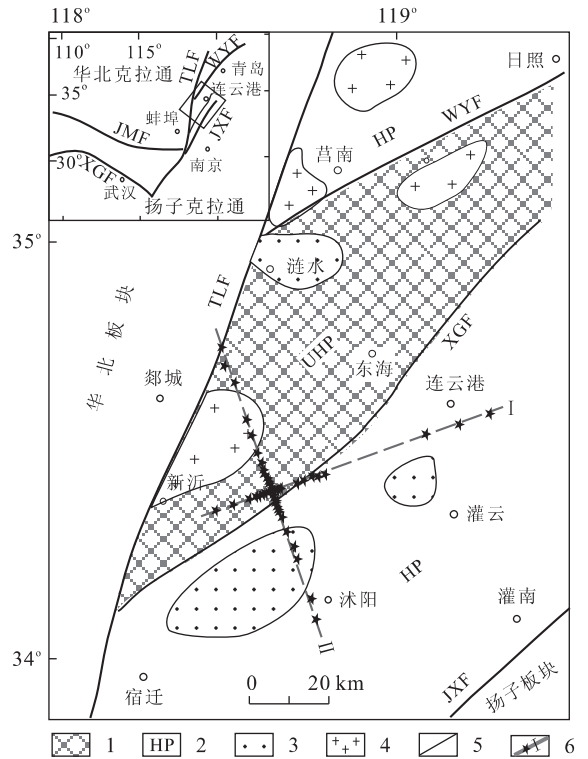 118°
119°
110°
115°
华北克拉通
TLF
WYF
青岛
连云港
35°
蚌埠
JXF
JMF
30°
XGF
南京
武汉
扬子克拉通
日照
HP
WYF
莒南
35°
涟水
TLF
UHP
XGF
东海
华北板块
郯城
连云港
I
新沂
灌云
HP
沭阳
灌南
II
34°
宿迁
0 20 km
JXF
扬子板块
1 HP 2 3 4 5 I 6